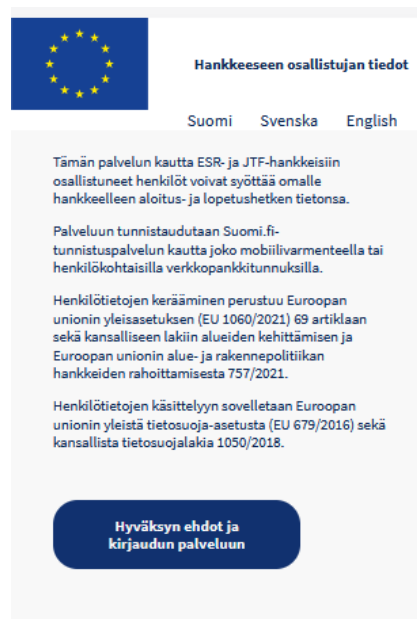 Hankkeeseen osallistujan tiedot
Suomi Svenska English
Tämän palvelun kautta ESR- ja JTF-hankkeisiin
osallistuneet henkilöt voivat syöttää omalle
hankkeelleen aloitus- ja lopetushetken tietonsa.
Palveluun tunnistaudutaan Suomi.fi-
tunnistuspalvelun kautta joko mobiilivarmenteella tai
henkilökohtaisilla verkkopankkitunnuksilla.
Henkilötietojen kerääminen perustuu Euroopan
unionin yleisasetuksen (EU 1060/2021) 69 artiklaan
sekä kansalliseen lakiin alueiden kehittämisen ja
Euroopan unionin alue- ja rakennepolitiikan
hankkeiden rahoittamisesta 757/2021.
Henkilötietojen käsittelyyn sovelletaan Euroopan
unionin yleistä tietosuoja-asetusta (EU 679/2016) sekä
kansallista tietosuojalakia 1050/2018.
Hyväksyn ehdot ja
kirjaudun palveluun